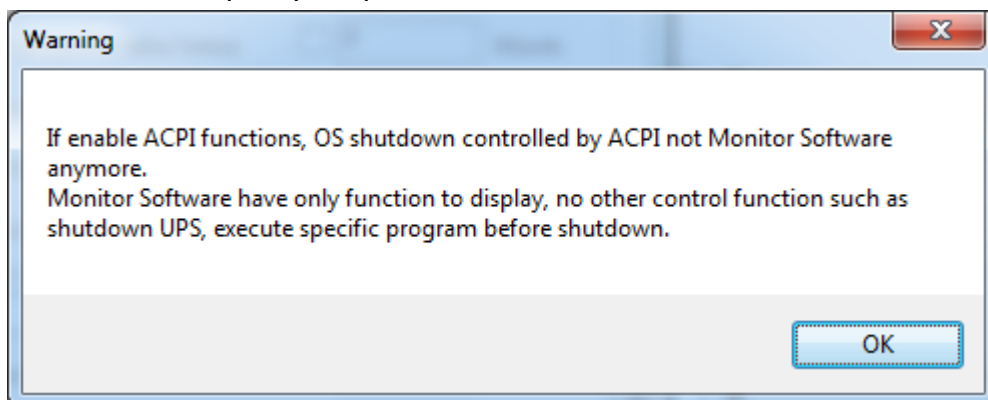 Warning
If enable ACPI functions, OS shutdown controlled by ACPI not Monitor Software
anymore.
Monitor Software have only function to display, no other control function such as
shutdown UPS, execute specific program before shutdown.
OK